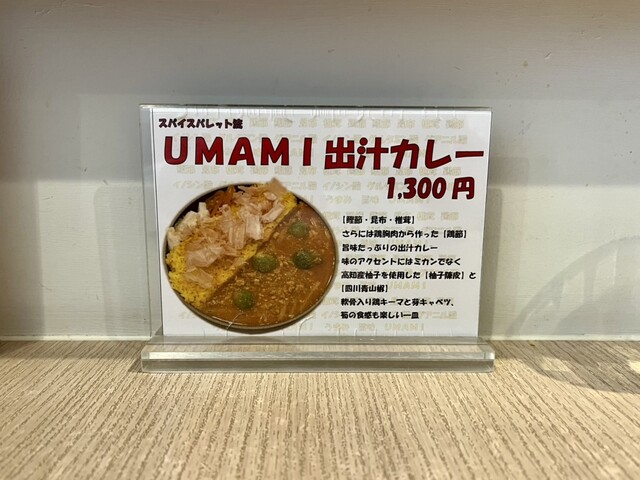 スパイスパレット流
UMAMI出汁カレー
1,300円
【鰹節・昆布・椎茸】
さらには鶏胸肉から作った【鶏節】
旨味たっぷりの出汁カレー
味のアクセントにはミカンでなく
高知産柚子を使用した【柚子陳皮】と
【四川青山椒】
軟骨入り鶏キーマと芽キャベツ、
筍の食感も楽しい一皿